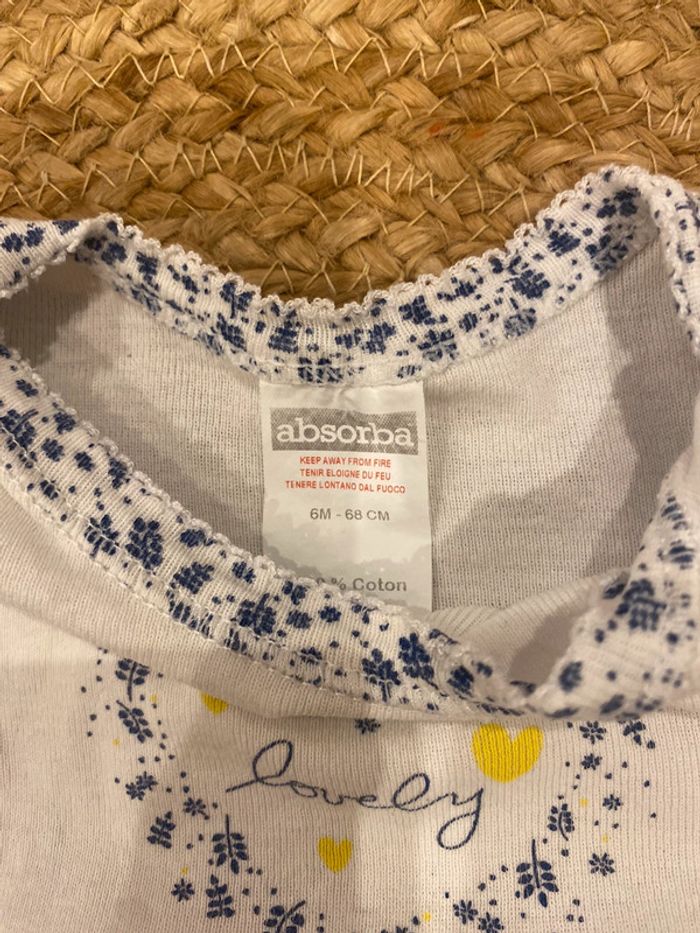 absorba
KEEP AWAY FROM FIRE
TENIR ELOIGNE DU FEU
TENERE LONTANO DAL FUOCO
6M - 68 CM
% Coton
lovely